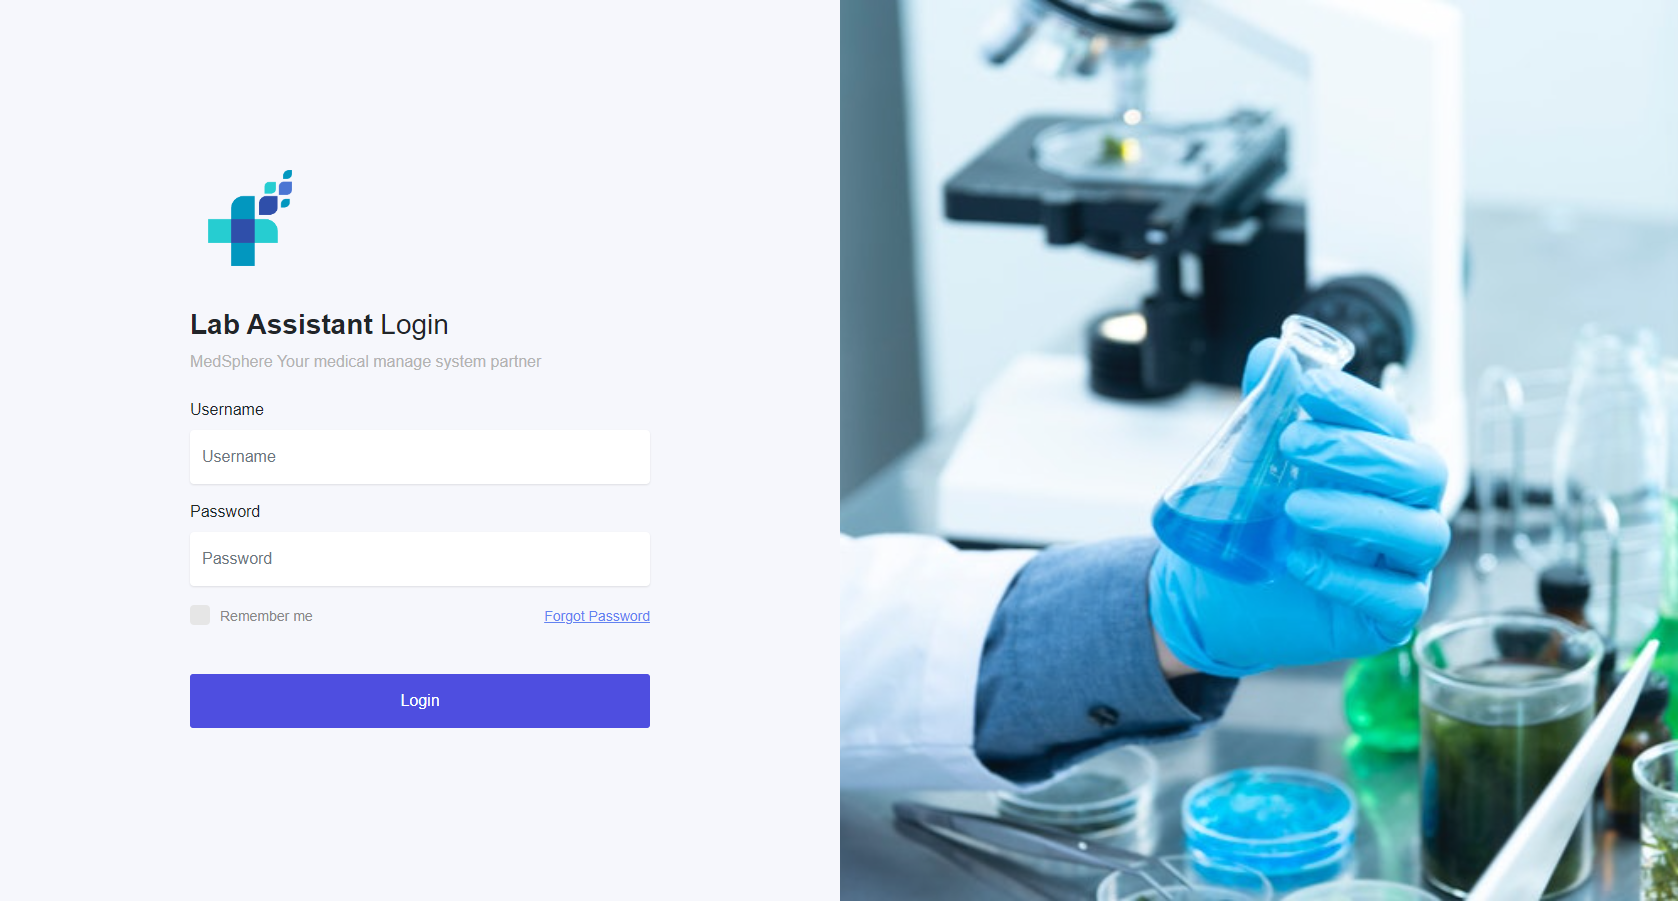 Lab Assistant Login
MedSphere Your medical manage system partner
Username
Username
Password
Password
Remember me
Forgot Password
Login